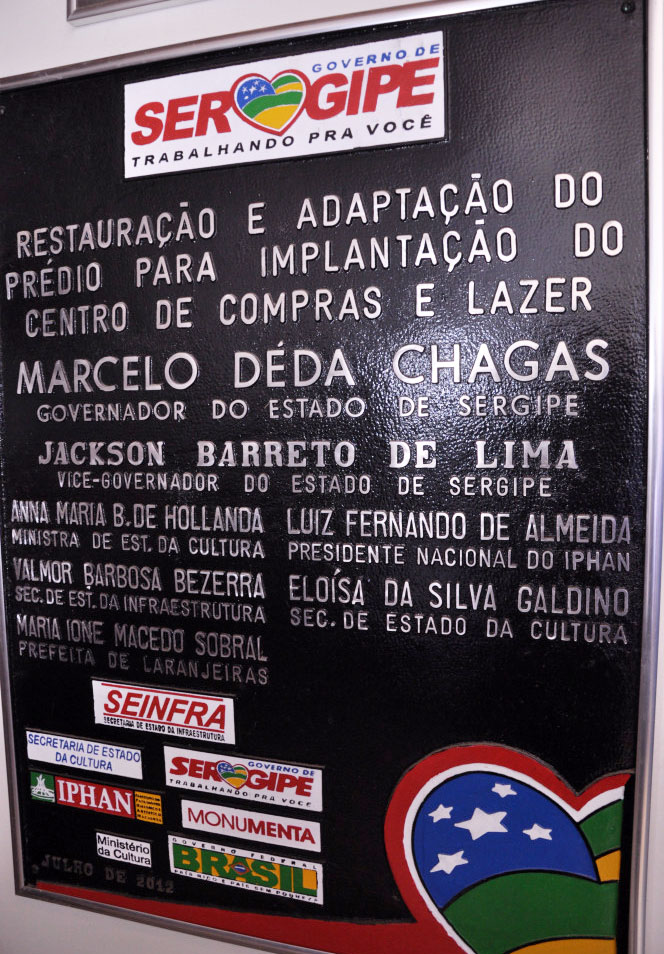 GOVERNO DE
SERGIPE
TRABALHANDO PRA VOCÊ
RESTAURAÇÃO E ADAPTAÇÃO DO
PRÉDIO PARA IMPLANTAÇÃO DO
CENTRO DE COMPRAS E LAZER
MARCELO DÉDA CHAGAS
GOVERNADOR DO ESTADO DE SERGIPE
JACKSON BARRETO DE LIMA
VICE-GOVERNADOR DO ESTADO DE SERGIPE
ANNA MARIA B. DE HOLLANDA
MINISTRA DE EST. DA CULTURA
LUIZ FERNANDO DE ALMEIDA
PRESIDENTE NACIONAL DO IPHAN
VALMOR BARBOSA BEZERRA
SEC. DE EST. DA INFRAESTRUTURA
ELOÍSA DA SILVA GALDINO
SEC. DE ESTADO DA CULTURA
MARIA IONE MACEDO SOBRAL
PREFEITA DE LARANJEIRAS
SEINFRA
SECRETARIA DE ESTADO DA INFRAESTRUTURA
SECRETARIA DE ESTADO
DA CULTURA
GOVERNO DE
SERGIPE
TRABALHANDO PRA VOCÊ
IPHAN
MONUMENTA
Ministério
da Cultura
GOVERNO FEDERAL
BRASIL
PAÍS RICO É PAÍS SEM POBREZA
JULHO DE 2012